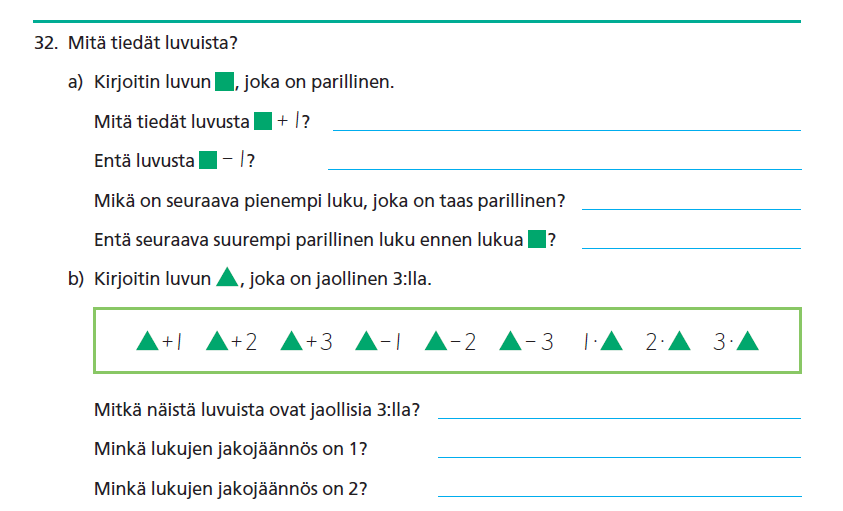 32. Mitä tiedät luvuista?
a) Kirjoitin luvun ■, joka on parillinen.
Mitä tiedät luvusta ■ + 1?
Entä luvusta ■ – 1?
Mikä on seuraava pienempi luku, joka on taas parillinen?
Entä seuraava suurempi parillinen luku ennen lukua ■?
b) Kirjoitin luvun ▲, joka on jaollinen 3:lla.
▲+1 ▲+2 ▲+3 ▲–1 ▲–2 ▲–3 1·▲ 2·▲ 3·▲
Mitkä näistä luvuista ovat jaollisia 3:lla?
Minkä lukujen jakojäännös on 1?
Minkä lukujen jakojäännös on 2?